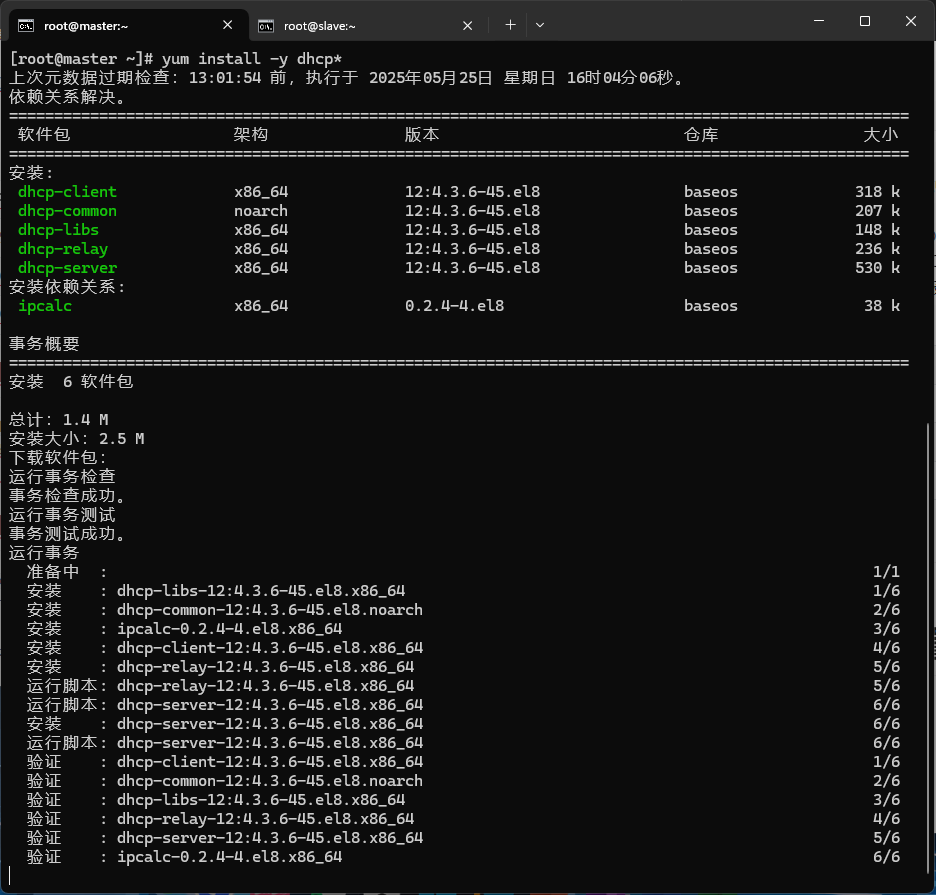 root@master:~
root@slave:~
[root@master ~]# yum install -y dhcp*
上次元数据过期检查：13:01:54 前，执行于 2025年05月25日 星期日 16时04分06秒。
依赖关系解决。
====================================================================================================
软件包 架构 版本 仓库 大小
====================================================================================================
安装:
dhcp-client x86_64 12:4.3.6-45.el8 baseos 318 k
dhcp-common noarch 12:4.3.6-45.el8 baseos 207 k
dhcp-libs x86_64 12:4.3.6-45.el8 baseos 148 k
dhcp-relay x86_64 12:4.3.6-45.el8 baseos 236 k
dhcp-server x86_64 12:4.3.6-45.el8 baseos 530 k
安装依赖关系:
ipcalc x86_64 0.2.4-4.el8 baseos 38 k
事务概要
====================================================================================================
安装 6 软件包
总计：1.4 M
安装大小：2.5 M
下载软件包：
运行事务检查
事务检查成功。
运行事务测试
事务测试成功。
运行事务
准备中 : 1/1
安装 : dhcp-libs-12:4.3.6-45.el8.x86_64 1/6
安装 : dhcp-common-12:4.3.6-45.el8.noarch 2/6
安装 : ipcalc-0.2.4-4.el8.x86_64 3/6
安装 : dhcp-client-12:4.3.6-45.el8.x86_64 4/6
安装 : dhcp-relay-12:4.3.6-45.el8.x86_64 5/6
运行脚本: dhcp-relay-12:4.3.6-45.el8.x86_64 5/6
运行脚本: dhcp-server-12:4.3.6-45.el8.x86_64 6/6
安装 : dhcp-server-12:4.3.6-45.el8.x86_64 6/6
运行脚本: dhcp-server-12:4.3.6-45.el8.x86_64 6/6
验证 : dhcp-client-12:4.3.6-45.el8.x86_64 1/6
验证 : dhcp-common-12:4.3.6-45.el8.noarch 2/6
验证 : dhcp-libs-12:4.3.6-45.el8.x86_64 3/6
验证 : dhcp-relay-12:4.3.6-45.el8.x86_64 4/6
验证 : dhcp-server-12:4.3.6-45.el8.x86_64 5/6
验证 : ipcalc-0.2.4-4.el8.x86_64 6/6